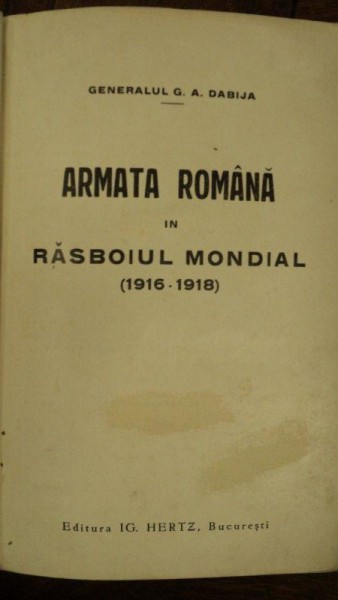 GENERALUL G. A. DABIJA
ARMATA ROMÂNĂ
IN
RĂSBOIUL MONDIAL
(1916 - 1918)
Editura IG. HERTZ, București